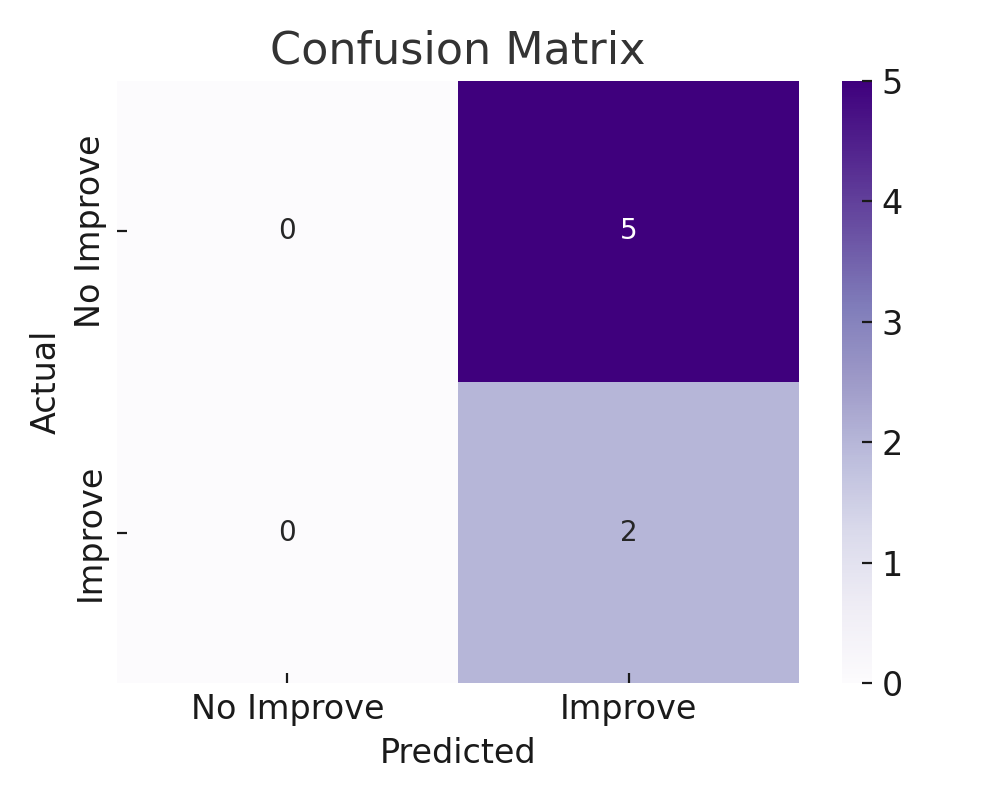 Confusion Matrix
Actual
No Improve
Improve
0
5
0
2
No Improve
Improve
Predicted
5
4
3
2
1
0